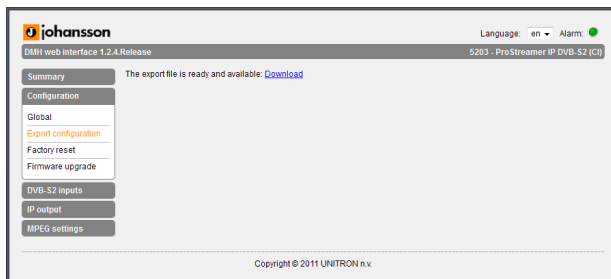 johansson
Language: en Alarm:
DMH web interface 1.2.4.Release 5203 - ProStreamer IP DVB-S2 (CI)
Summary
The export file is ready and available: Download
Configuration
Global
Export configuration
Factory reset
Firmware upgrade
DVB-S2 inputs
IP output
MPEG settings
Copyright © 2011 UNITRON n.v.